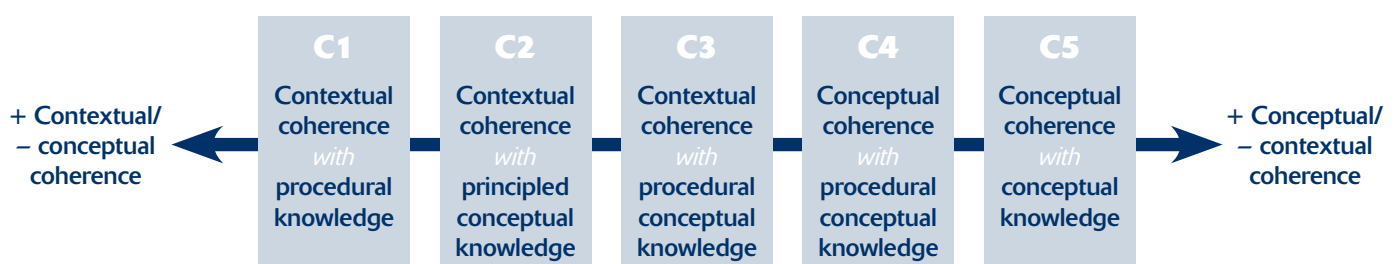 + Contextual/
– conceptual
coherence
C1
Contextual
coherence
with
procedural
knowledge
C2
Contextual
coherence
with
principled
conceptual
knowledge
C3
Contextual
coherence
with
procedural
conceptual
knowledge
C4
Conceptual
coherence
with
procedural
conceptual
knowledge
C5
Conceptual
coherence
with
conceptual
knowledge
+ Conceptual/
– contextual
coherence